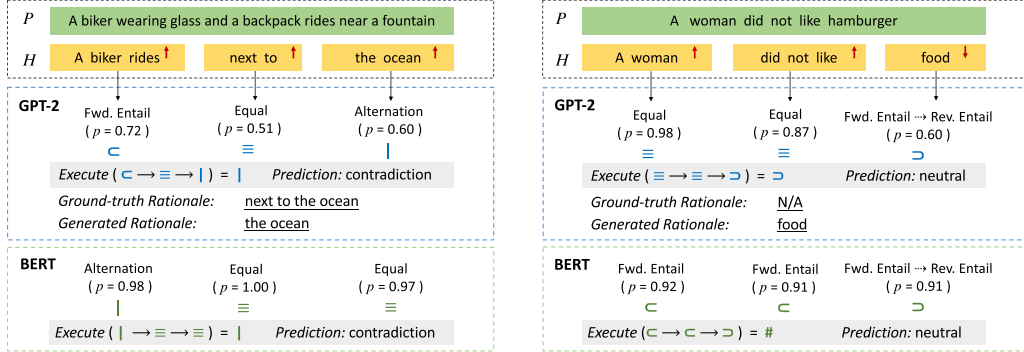 P A biker wearing glass and a backpack rides near a fountain
H A biker rides next to the ocean
GPT-2
Fwd. Entail Equal Alternation
( p = 0.72 ) ( p = 0.51 ) ( p = 0.60 )
⊂ ≡ |
Execute ( ⊂ → ≡ → | ) = | Prediction: contradiction
Ground-truth Rationale: next to the ocean
Generated Rationale: the ocean
BERT
Alternation Equal Equal
( p = 0.98 ) ( p = 1.00 ) ( p = 0.97 )
| ≡ ≡
Execute ( | → ≡ → ≡ ) = | Prediction: contradiction
P A woman did not like hamburger
H A woman did not like food
GPT-2
Equal Equal Fwd. Entail ⇢ Rev. Entail
( p = 0.98 ) ( p = 0.87 ) ( p = 0.60 )
≡ ≡ ⊃
Execute ( ≡ → ≡ → ⊃ ) = ⊃ Prediction: neutral
Ground-truth Rationale: N/A
Generated Rationale: food
BERT
Fwd. Entail Fwd. Entail Fwd. Entail ⇢ Rev. Entail
( p = 0.92 ) ( p = 0.91 ) ( p = 0.91 )
⊂ ⊂ ⊃
Execute (⊂ → ⊂ → ⊃ ) = # Prediction: neutral